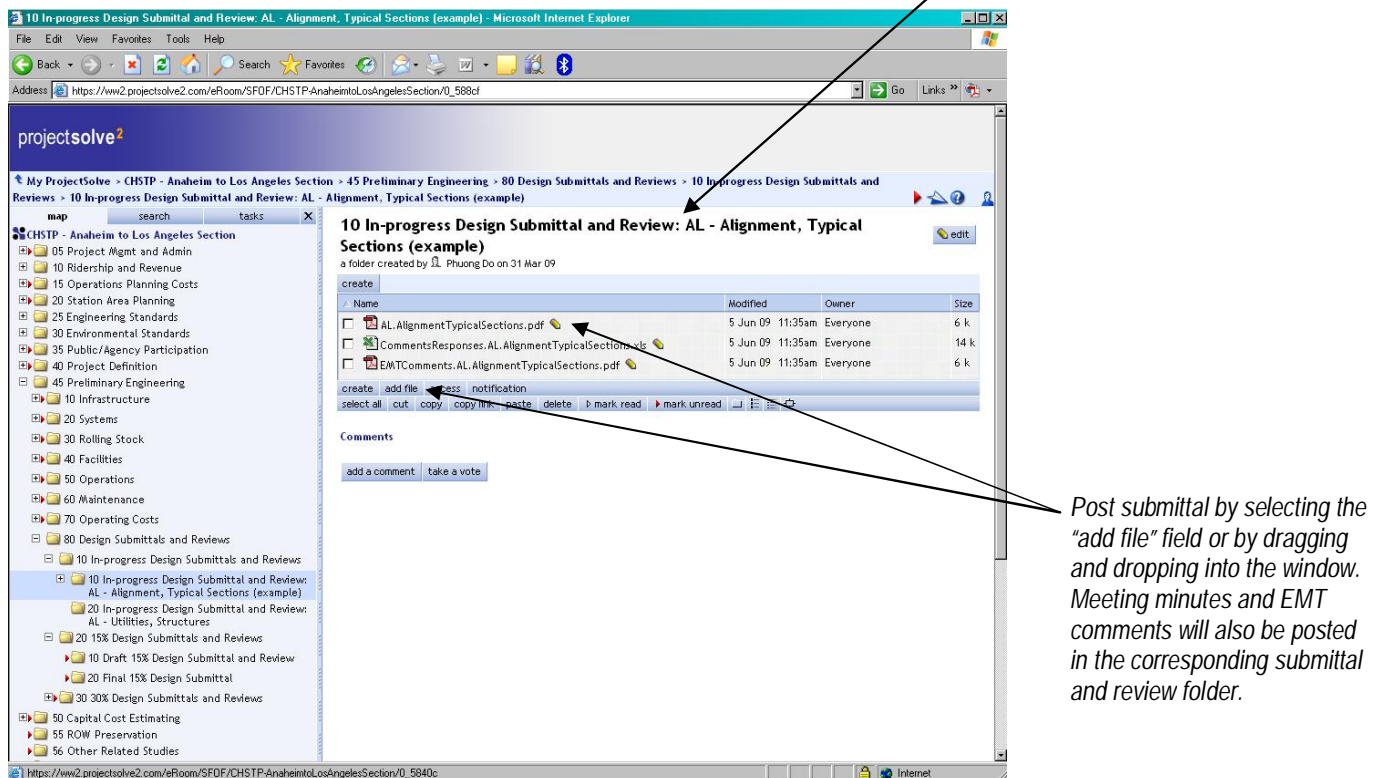 10 In-progress Design Submittal and Review: AL - Alignment, Typical Sections (example) - Microsoft Internet Explorer
File Edit View Favorites Tools Help
Back Search Favorites
Address https://ww2.projectsolve2.com/eRoom/SFOF/CHSTP-AnaheimtoLosAngelesSection/0_588cf Go Links »
projectsolve2
My ProjectSolve > CHSTP - Anaheim to Los Angeles Section > 45 Preliminary Engineering > 80 Design Submittals and Reviews > 10 In-progress Design Submittals and
Reviews > 10 In-progress Design Submittal and Review: AL - Alignment, Typical Sections (example)
map search tasks X
CHSTP - Anaheim to Los Angeles Section
05 Project Mgmt and Admin
10 Ridership and Revenue
15 Operations Planning Costs
20 Station Area Planning
25 Engineering Standards
30 Environmental Standards
35 Public/Agency Participation
40 Project Definition
45 Preliminary Engineering
10 Infrastructure
20 Systems
30 Rolling Stock
40 Facilities
50 Operations
60 Maintenance
70 Operating Costs
80 Design Submittals and Reviews
10 In-progress Design Submittals and Reviews
10 In-progress Design Submittal and Review:
AL - Alignment, Typical Sections (example)
20 In-progress Design Submittal and Review:
AL - Utilities, Structures
20 15% Design Submittals and Reviews
10 Draft 15% Design Submittal and Review
20 Final 15% Design Submittal
30 30% Design Submittals and Reviews
50 Capital Cost Estimating
55 ROW Preservation
56 Other Related Studies
10 In-progress Design Submittal and Review: AL - Alignment, Typical
Sections (example)
edit
a folder created by Phuong Do on 31 Mar 09
create
Name Modified Owner Size
AL.AlignmentTypicalSections.pdf 5 Jun 09 11:35am Everyone 6 k
CommentsResponses.AL.AlignmentTypicalSections.xls 5 Jun 09 11:35am Everyone 14 k
EMTComments.AL.AlignmentTypicalSections.pdf 5 Jun 09 11:35am Everyone 6 k
create add file access notification
select all cut copy copy link paste delete mark read mark unread
Comments
add a comment take a vote
Post submittal by selecting the
“add file” field or by dragging
and dropping into the window.
Meeting minutes and EMT
comments will also be posted
in the corresponding submittal
and review folder.
https://ww2.projectsolve2.com/eRoom/SFOF/CHSTP-AnaheimtoLosAngelesSection/0_5840c Internet